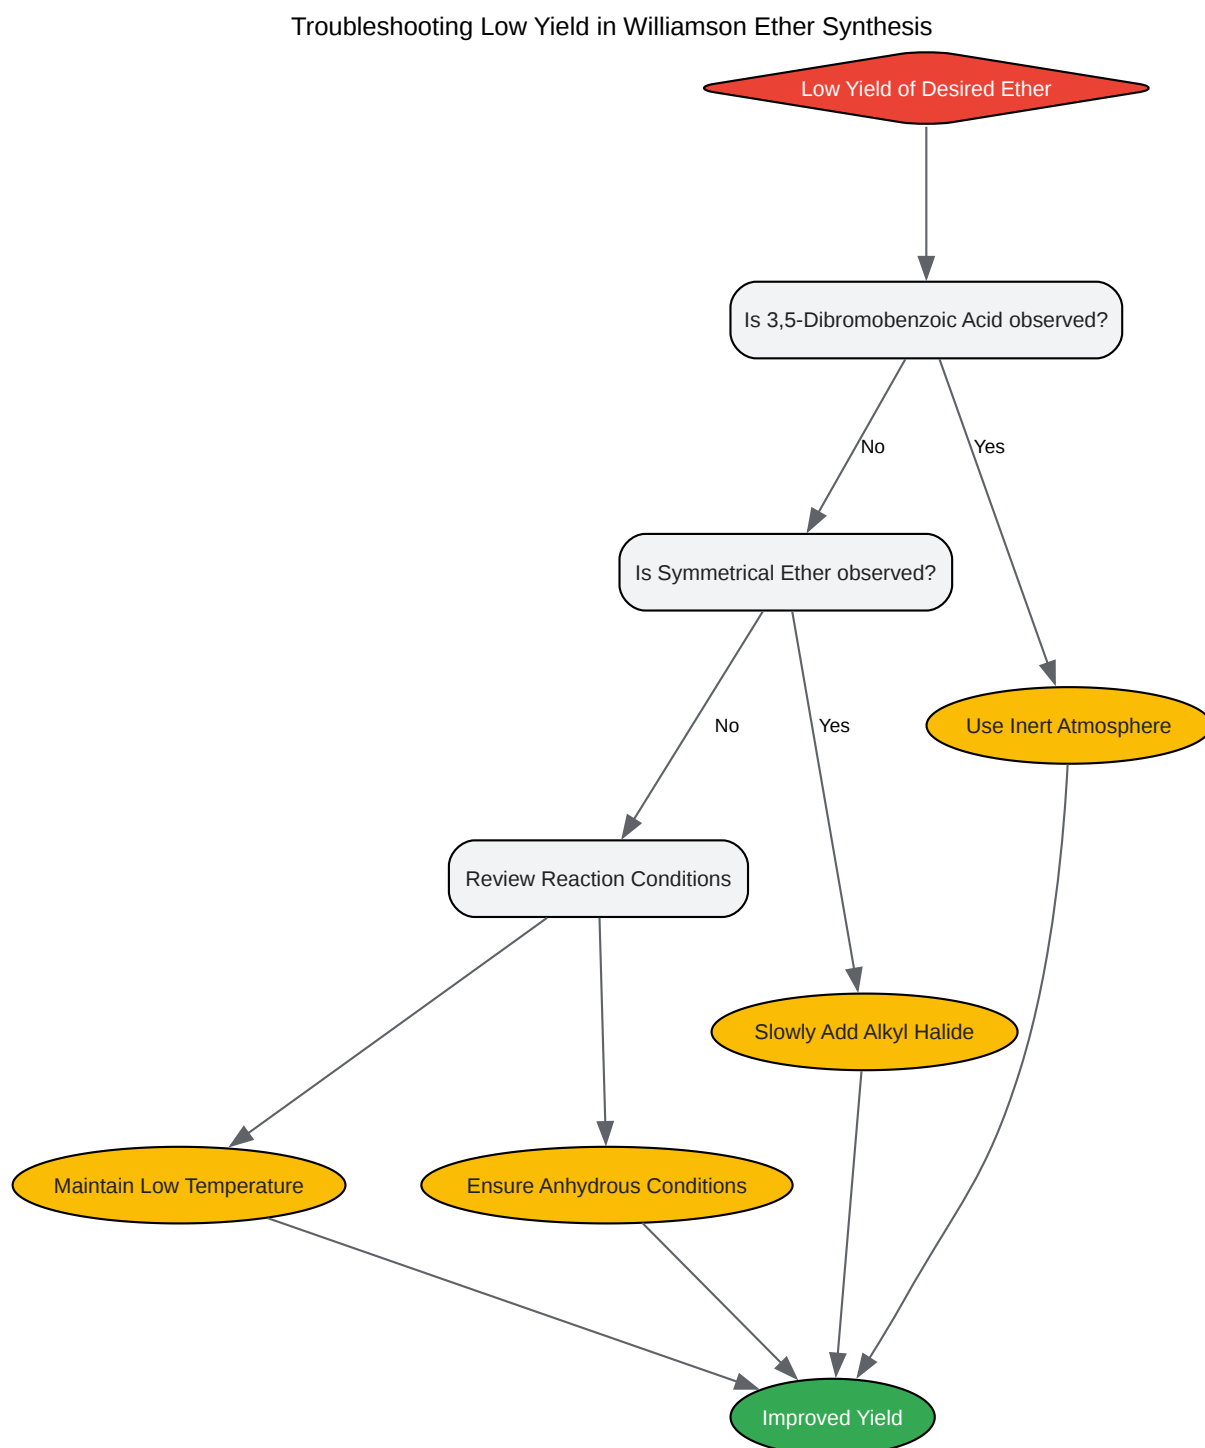 Troubleshooting Low Yield in Williamson Ether Synthesis
Low Yield of Desired Ether
Is 3,5-Dibromobenzoic Acid observed?
No
Yes
Is Symmetrical Ether observed?
No
Yes
Use Inert Atmosphere
Review Reaction Conditions
Slowly Add Alkyl Halide
Maintain Low Temperature
Ensure Anhydrous Conditions
Improved Yield